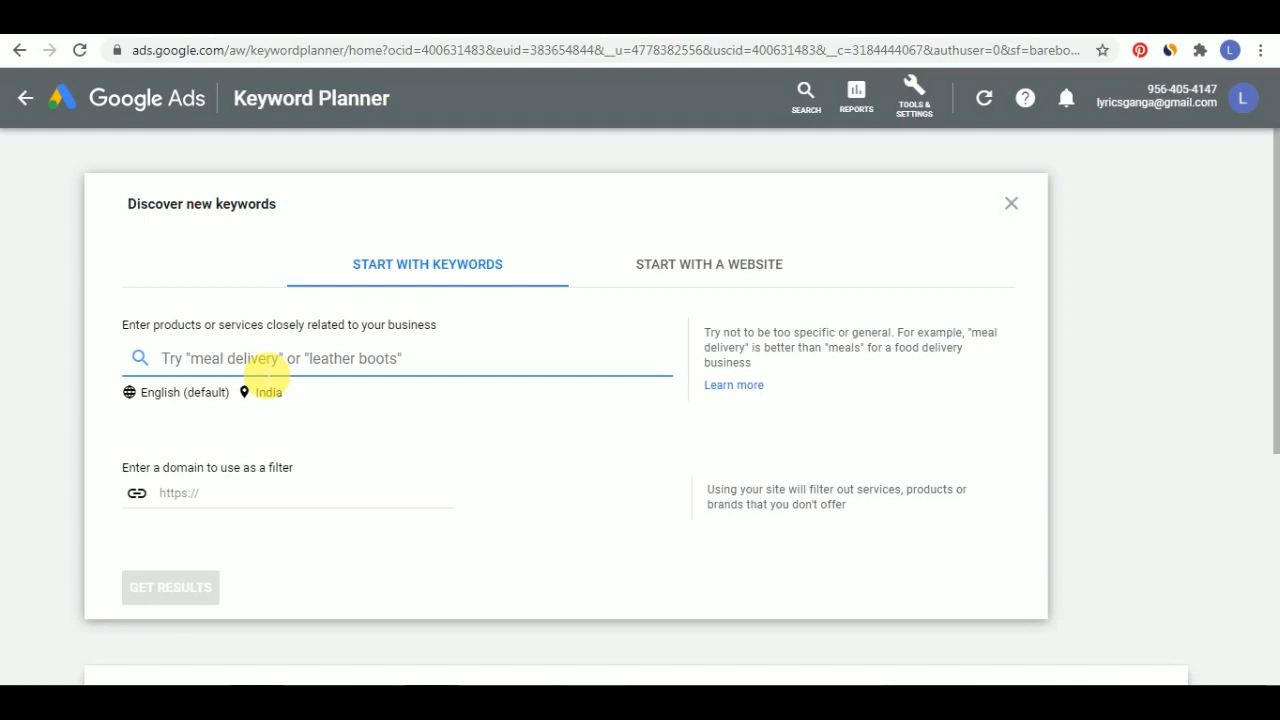 ads.google.com/aw/keywordplanner/home?ocid=400631483&euid=383654844&__u=4778382556&uscid=400631483&__c=3184444067&authuser=0&sf=barebo...
L
Google Ads
Keyword Planner
SEARCH
REPORTS
TOOLS &
SETTINGS
956-405-4147
lyricsganga@gmail.com
L
Discover new keywords
START WITH KEYWORDS
START WITH A WEBSITE
Enter products or services closely related to your business
Try "meal delivery" or "leather boots"
English (default)
India
Try not to be too specific or general. For example, "meal
delivery" is better than "meals" for a food delivery
business
Learn more
Enter a domain to use as a filter
https://
Using your site will filter out services, products or
brands that you don't offer
GET RESULTS